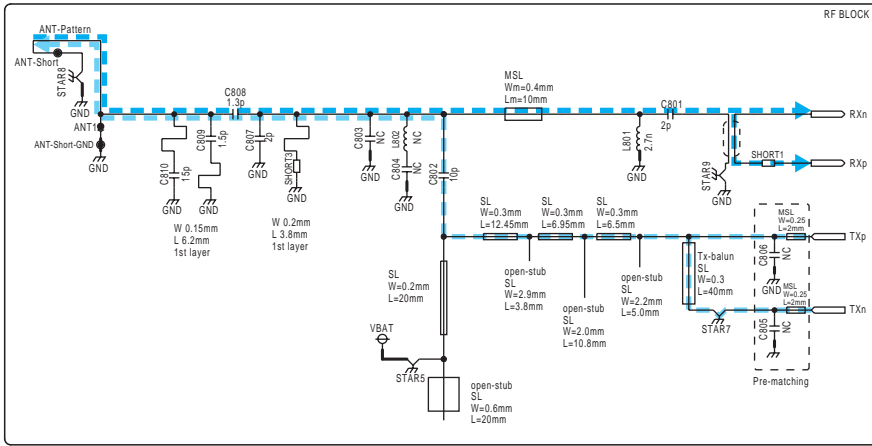 RF BLOCK
ANT-Pattern
ANT-Short
STAR8
GND
ANT1
ANT-Short-GND
GND
C808
1.3p
C810
15p
GND
C809
1.5p
GND
C807
2p
GND
SHORT3
GND
W 0.15mm
L 6.2mm
1st layer
W 0.2mm
L 3.8mm
1st layer
C803
NC
GND
L802
NC
C804
NC
GND
C802
10p
MSL
Wm=0.4mm
Lm=10mm
L801
2.7n
GND
C801
2p
STAR9
GND
SHORT1
RXn
RXp
SL
W=0.3mm
L=12.45mm
SL
W=0.3mm
L=6.95mm
SL
W=0.3mm
L=6.5mm
open-stub
SL
W=2.9mm
L=3.8mm
open-stub
SL
W=2.0mm
L=10.8mm
open-stub
SL
W=2.2mm
L=5.0mm
Tx-balun
SL
W=0.3
L=40mm
STAR7
MSL
W=0.25
L=2mm
C806
NC
GND
TXp
MSL
W=0.25
L=2mm
C805
NC
TXn
Pre-matching
SL
W=0.2mm
L=20mm
VBAT
STAR5
open-stub
SL
W=0.6mm
L=20mm